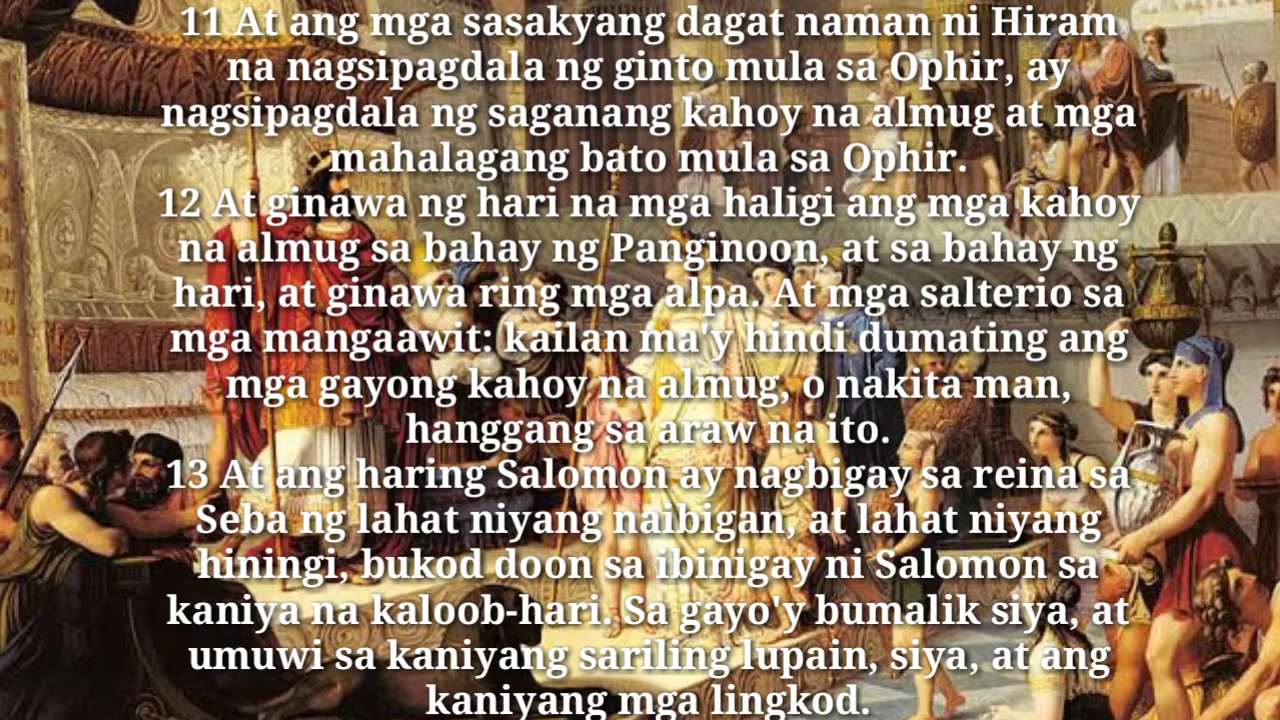 11 At ang mga sasakyang dagat naman ni Hiram
na nagsipagdala ng ginto mula sa Ophir, ay
nagsipagdala ng saganang kahoy na almug at mga
mahalagang bato mula sa Ophir.
12 At ginawa ng hari na mga haligi ang mga kahoy
na almug sa bahay ng Panginoon, at sa bahay ng
hari, at ginawa ring mga alpa. At mga salterio sa
mga mangaawit: kailan ma'y hindi dumating ang
mga gayong kahoy na almug, o nakita man,
hanggang sa araw na ito.
13 At ang haring Salomon ay nagbigay sa reina sa
Seba ng lahat niyang naibigan, at lahat niyang
hiningi, bukod doon sa ibinigay ni Salomon sa
kaniya na kaloob-hari. Sa gayo'y bumalik siya, at
umuwi sa kaniyang sariling lupain, siya, at ang
kaniyang mga lingkod.